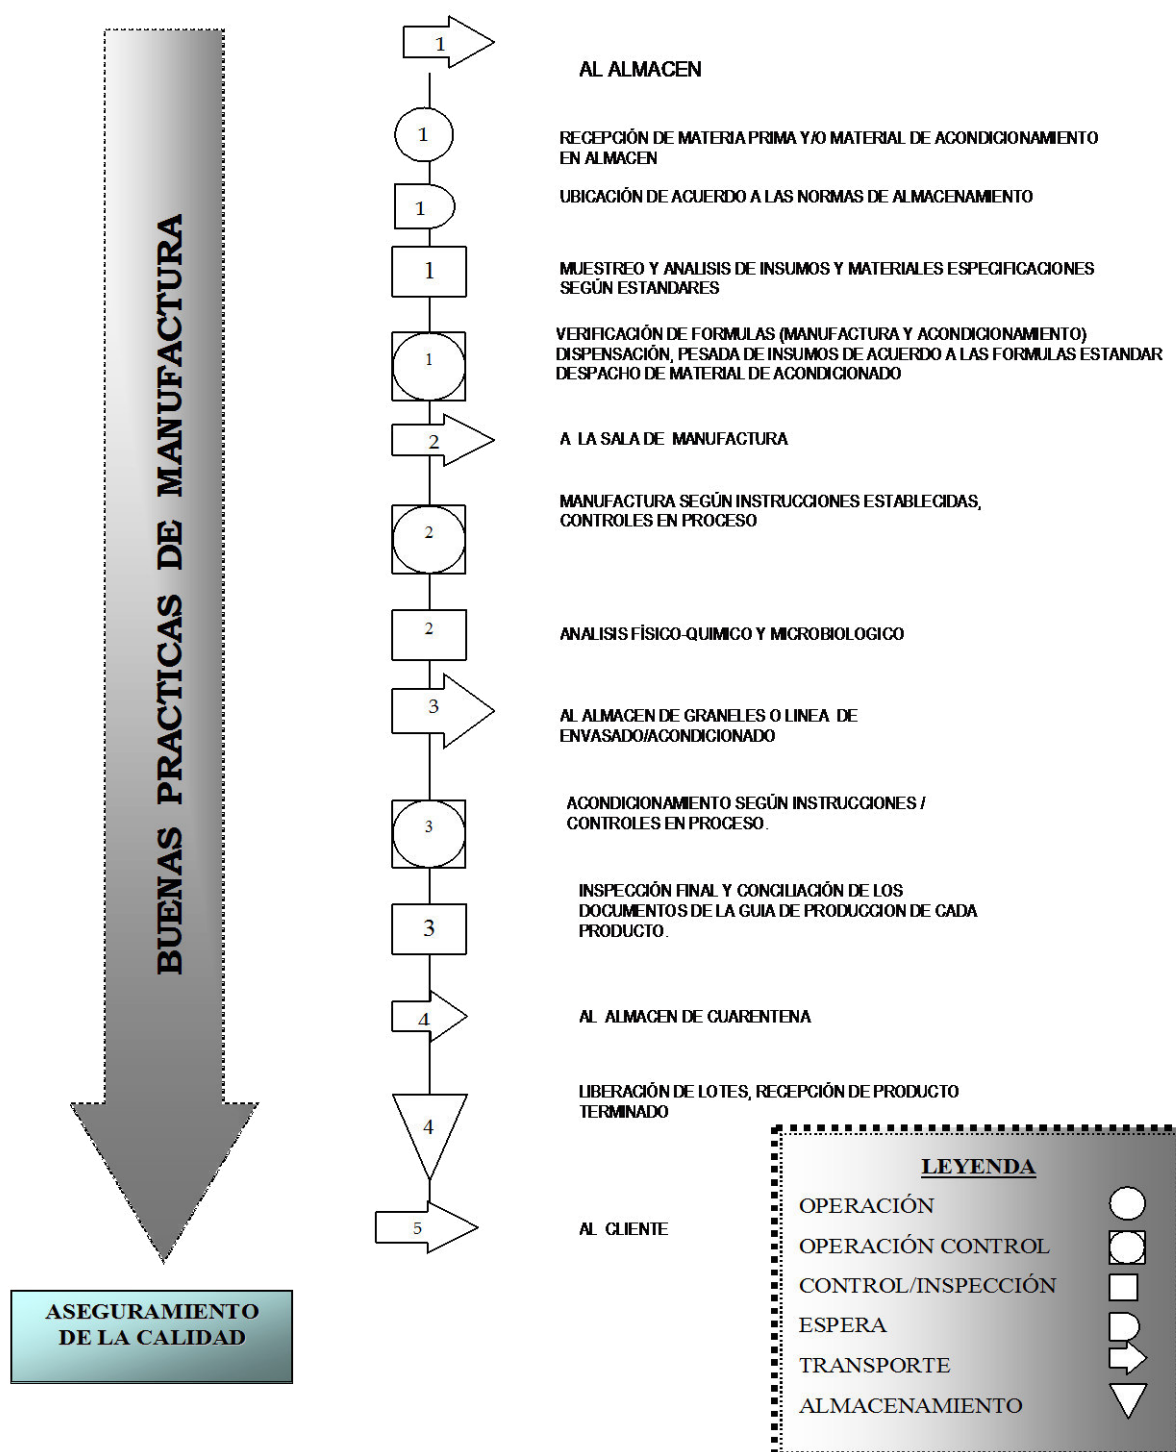 1
AL ALMACEN
1
RECEPCIÓN DE MATERIA PRIMA Y/O MATERIAL DE ACONDICIONAMIENTO
EN ALMACEN
1
UBICACIÓN DE ACUERDO A LAS NORMAS DE ALMACENAMIENTO
1
MUESTREO Y ANALISIS DE INSUMOS Y MATERIALES ESPECIFICACIONES
SEGÚN ESTANDARES
1
VERIFICACIÓN DE FORMULAS (MANUFACTURA Y ACONDICIONAMIENTO)
DISPENSACIÓN, PESADA DE INSUMOS DE ACUERDO A LAS FORMULAS ESTANDAR
DESPACHO DE MATERIAL DE ACONDICIONADO
2
A LA SALA DE MANUFACTURA
2
MANUFACTURA SEGÚN INSTRUCCIONES ESTABLECIDAS,
CONTROLES EN PROCESO
2
ANALISIS FÍSICO-QUIMICO Y MICROBIOLOGICO
3
AL ALMACEN DE GRANELES O LINEA DE
ENVASADO/ACONDICIONADO
3
ACONDICIONAMIENTO SEGÚN INSTRUCCIONES /
CONTROLES EN PROCESO.
3
INSPECCIÓN FINAL Y CONCILIACIÓN DE LOS
DOCUMENTOS DE LA GUIA DE PRODUCCION DE CADA
PRODUCTO.
4
AL ALMACEN DE CUARENTENA
4
LIBERACIÓN DE LOTES, RECEPCIÓN DE PRODUCTO
TERMINADO
5
AL CLIENTE
BUENAS PRACTICAS DE MANUFACTURA
ASEGURAMIENTO
DE LA CALIDAD
LEYENDA
OPERACIÓN
OPERACIÓN CONTROL
CONTROL/INSPECCIÓN
ESPERA
TRANSPORTE
ALMACENAMIENTO